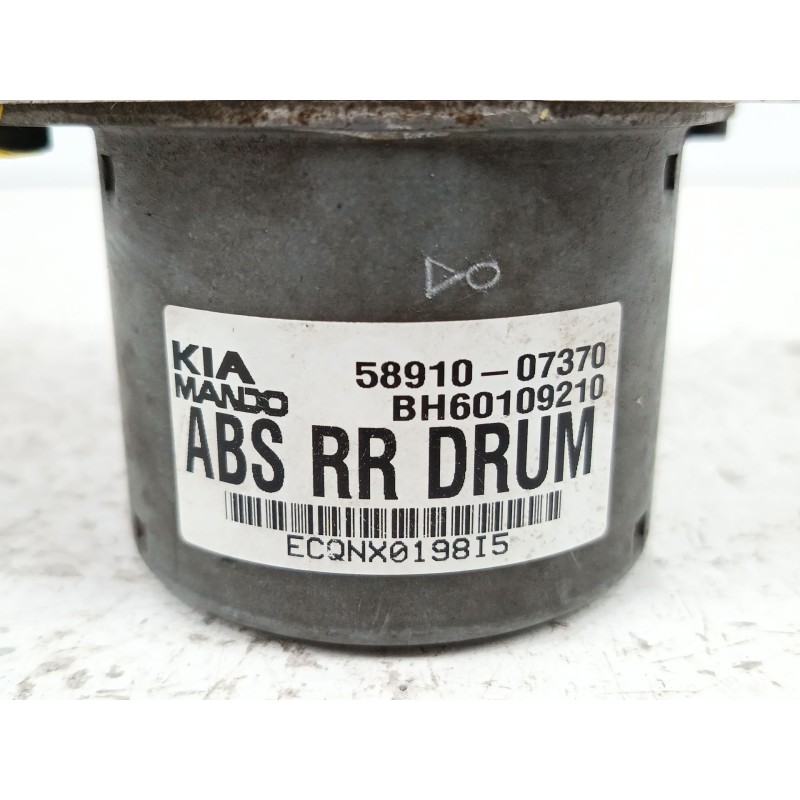 KIA 58910-07370
MANDO BH60109210
ABS RR DRUM
ECQNX0198I5